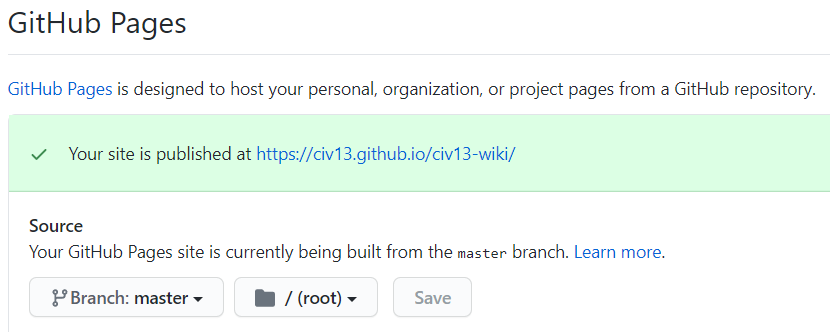 GitHub Pages
GitHub Pages is designed to host your personal, organization, or project pages from a GitHub repository.
Your site is published at https://civ13.github.io/civ13-wiki/
Source
Your GitHub Pages site is currently being built from the master branch. Learn more.
Branch: master / (root) Save